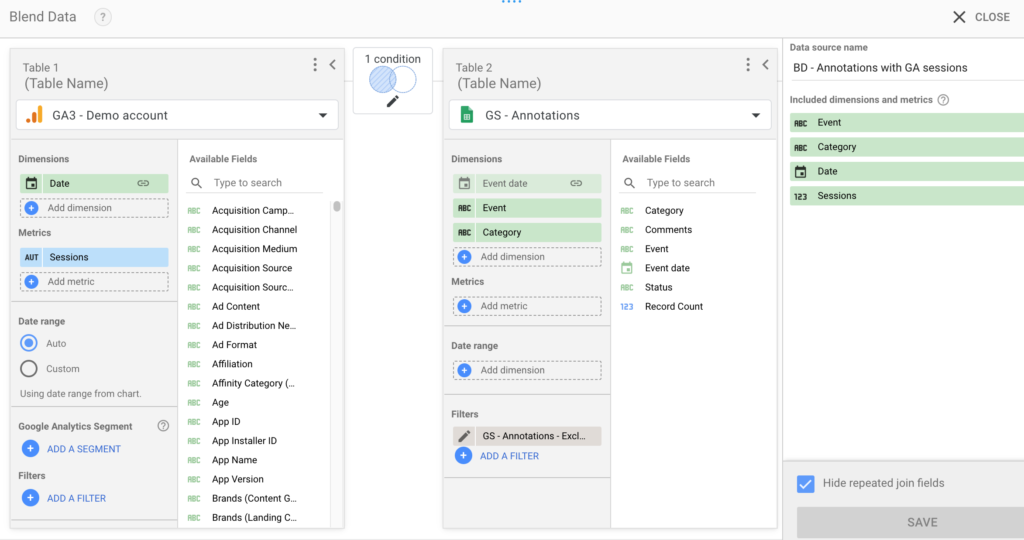 Blend Data
?
CLOSE
Table 1
(Table Name)
GA3 - Demo account
Dimensions
Date
Add dimension
Metrics
AUT Sessions
Add metric
Date range
Auto
Custom
Using date range from chart.
Google Analytics Segment ?
ADD A SEGMENT
Filters
ADD A FILTER
Available Fields
Type to search
ABC Acquisition Camp...
ABC Acquisition Channel
ABC Acquisition Medium
ABC Acquisition Source
ABC Acquisition Sourc...
ABC Ad Content
ABC Ad Distribution Ne...
ABC Ad Format
ABC Affiliation
ABC Affinity Category (...
ABC Age
ABC App ID
ABC App Installer ID
ABC App Name
ABC App Version
ABC Brands (Content G...
ABC Brands (Landing C...
1 condition
Table 2
(Table Name)
GS - Annotations
Dimensions
Event date
ABC Event
ABC Category
Add dimension
Metrics
Add metric
Date range
Add dimension
Filters
GS - Annotations - Excl...
ADD A FILTER
Available Fields
Type to search
ABC Category
ABC Comments
ABC Event
Event date
ABC Status
123 Record Count
Data source name
BD - Annotations with GA sessions
Included dimensions and metrics ?
ABC Event
ABC Category
Date
123 Sessions
Hide repeated join fields
SAVE